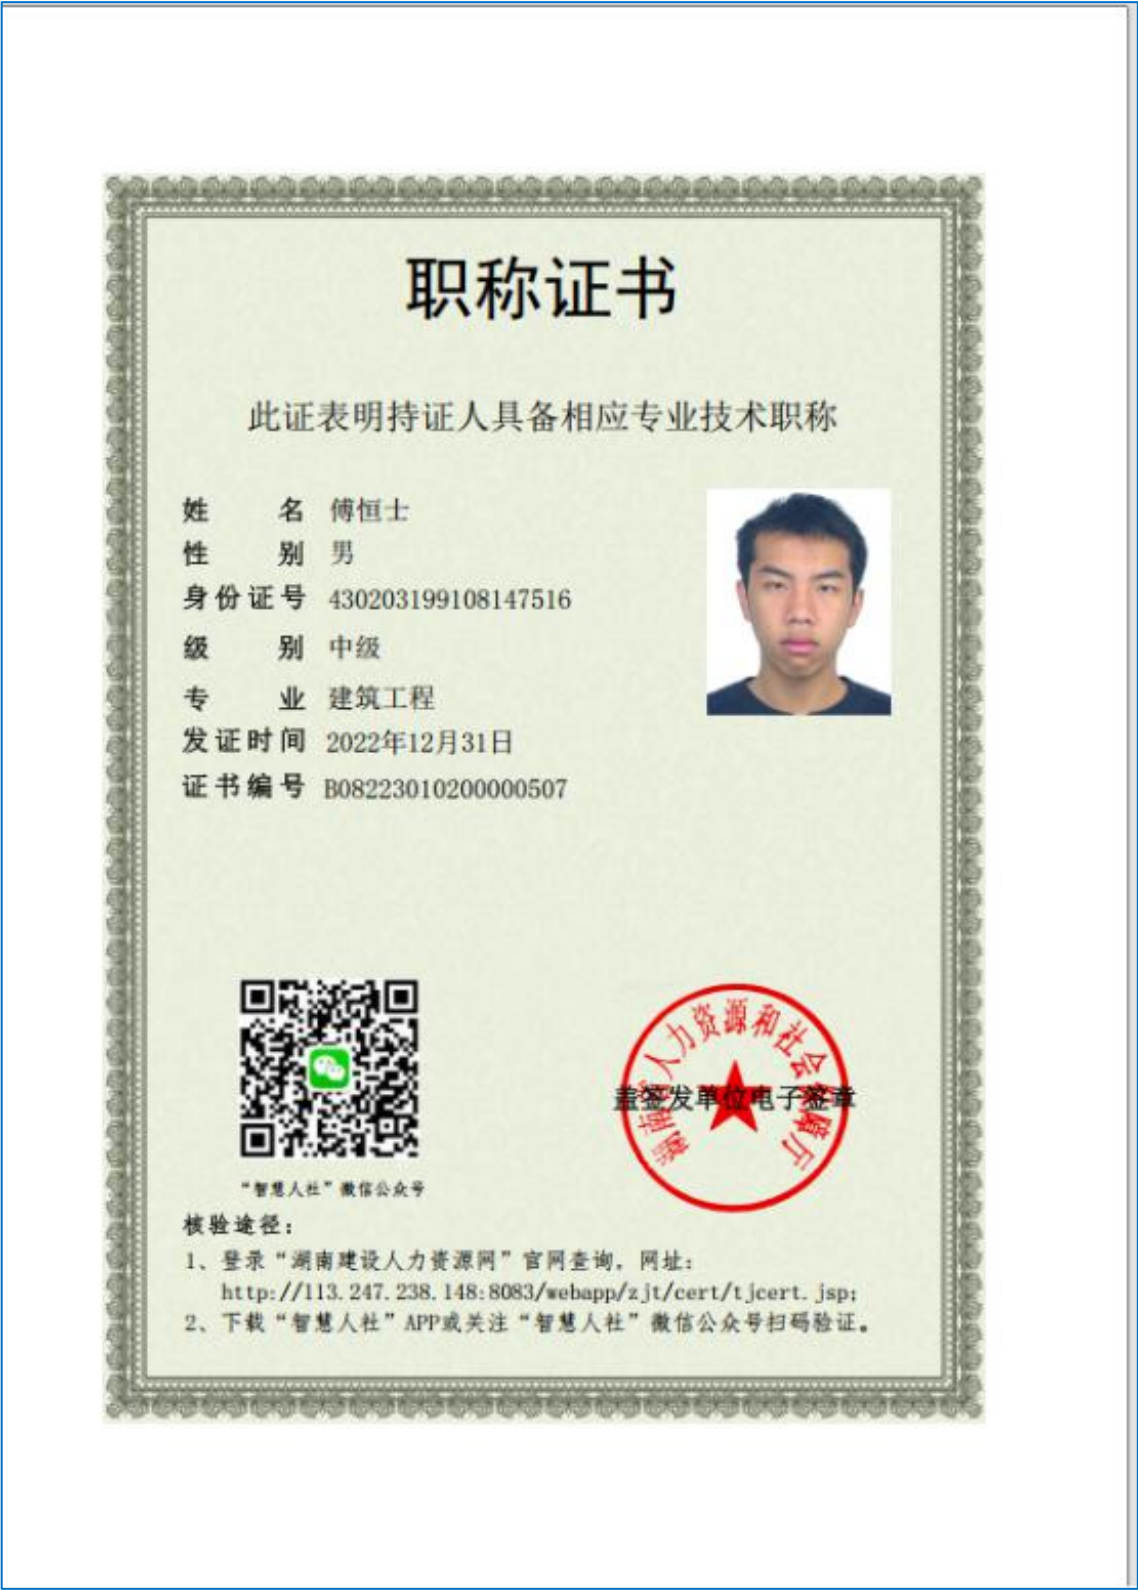 职称证书
此证表明持证人具备相应专业技术职称
姓名 傅恒士
性别 男
身份证号 430203199108147516
级别 中级
专业 建筑工程
发证时间 2022年12月31日
证书编号 B08223010200000507
湖南省人力资源和社会保障厅
盖签发单位电子签章
“智慧人社”微信公众号
核验途径：
1、登录“湖南建设人力资源网”官网查询，网址：
http://113.247.238.148:8083/webapp/zjt/cert/tjcert.jsp;
2、下载“智慧人社”APP或关注“智慧人社”微信公众号扫码验证。